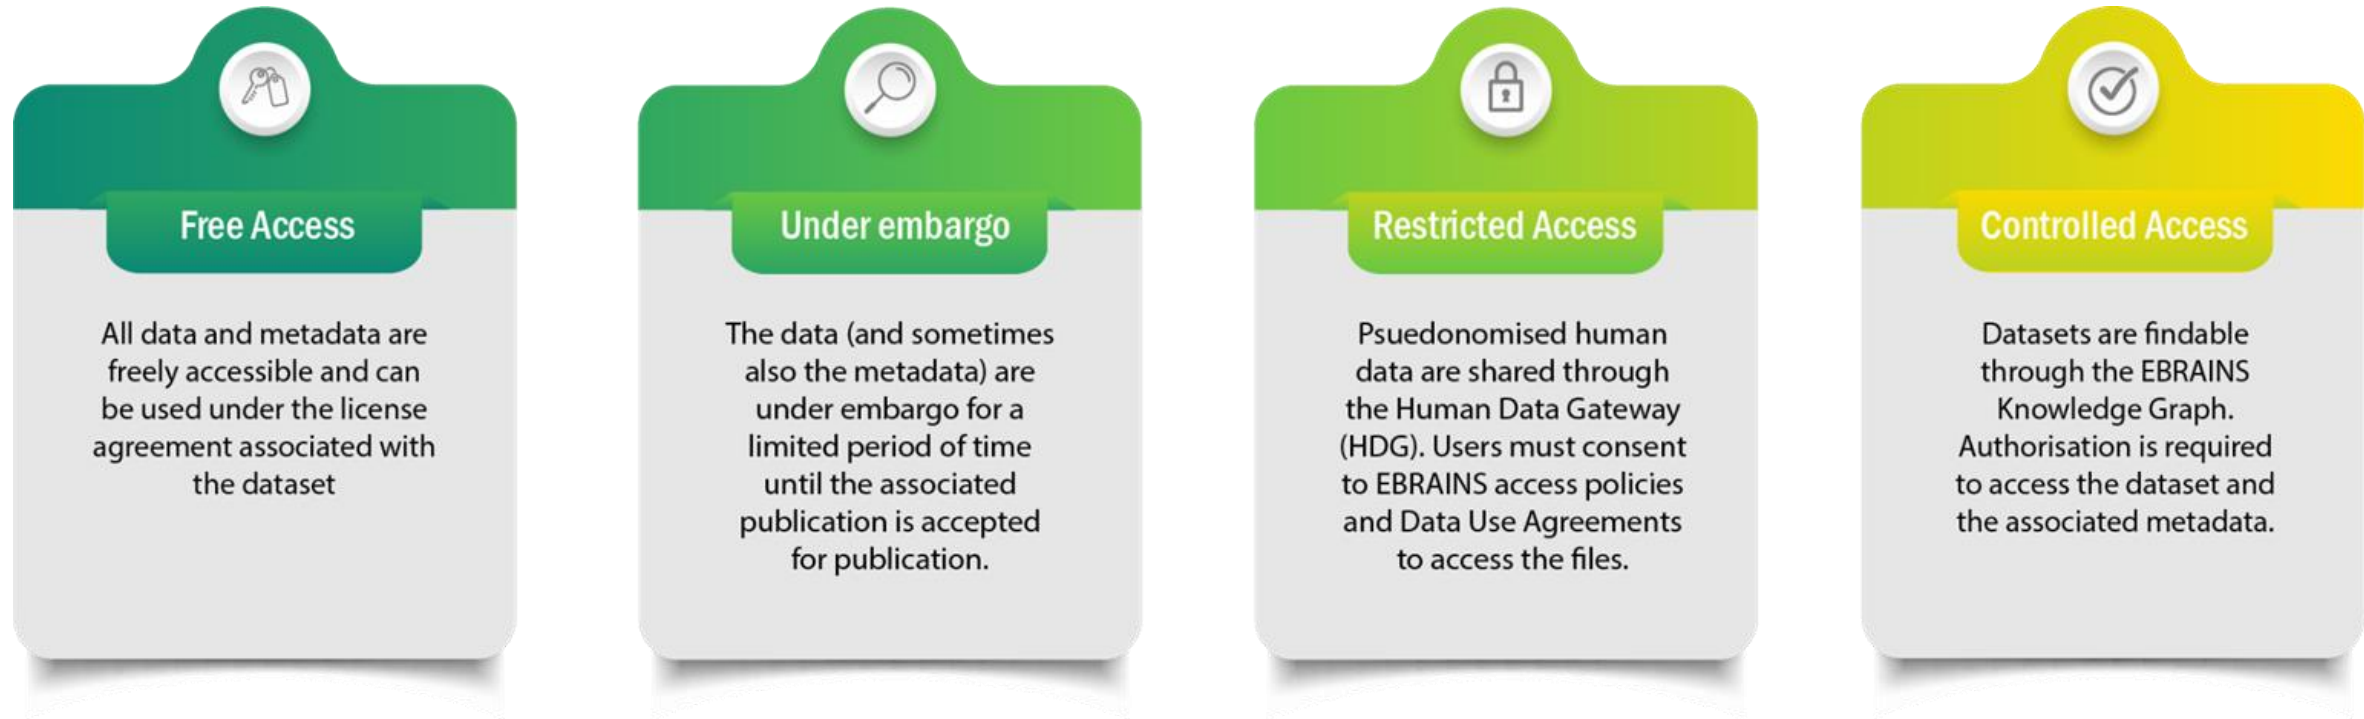 Free Access
All data and metadata are
freely accessible and can
be used under the license
agreement associated with
the dataset
Under embargo
The data (and sometimes
also the metadata) are
under embargo for a
limited period of time
until the associated
publication is accepted
for publication.
Restricted Access
Psuedonomised human
data are shared through
the Human Data Gateway
(HDG). Users must consent
to EBRAINS access policies
and Data Use Agreements
to access the files.
Controlled Access
Datasets are findable
through the EBRAINS
Knowledge Graph.
Authorisation is required
to access the dataset and
the associated metadata.